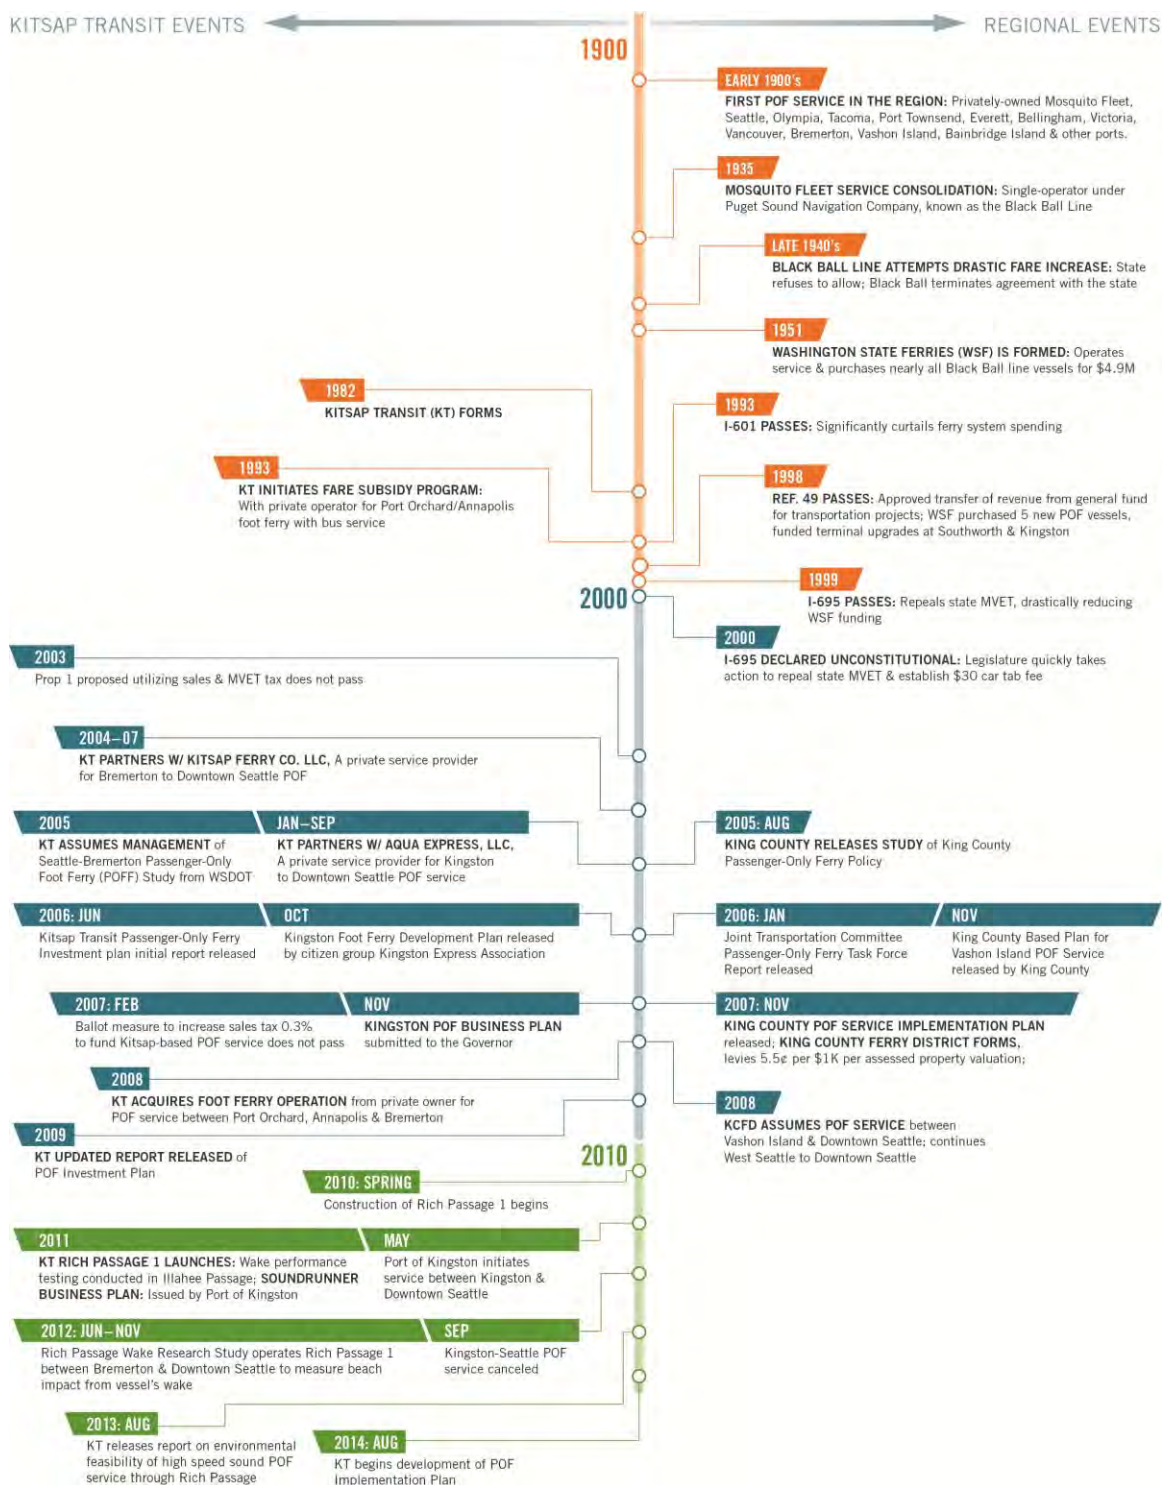 KITSAP TRANSIT EVENTS
REGIONAL EVENTS
1900
EARLY 1900's
FIRST POF SERVICE IN THE REGION: Privately-owned Mosquito Fleet,
Seattle, Olympia, Tacoma, Port Townsend, Everett, Bellingham, Victoria,
Vancouver, Bremerton, Vashon Island, Bainbridge Island & other ports.
1935
MOSQUITO FLEET SERVICE CONSOLIDATION: Single-operator under
Puget Sound Navigation Company, known as the Black Ball Line
LATE 1940's
BLACK BALL LINE ATTEMPTS DRASTIC FARE INCREASE: State
refuses to allow; Black Ball terminates agreement with the state
1951
WASHINGTON STATE FERRIES (WSF) IS FORMED: Operates
service & purchases nearly all Black Ball line vessels for $4.9M
1982
KITSAP TRANSIT (KT) FORMS
1993
I-601 PASSES: Significantly curtails ferry system spending
1993
KT INITIATES FARE SUBSIDY PROGRAM:
With private operator for Port Orchard/Annapolis
foot ferry with bus service
1998
REF. 49 PASSES: Approved transfer of revenue from general fund
for transportation projects; WSF purchased 5 new POF vessels,
funded terminal upgrades at Southworth & Kingston
1999
I-695 PASSES: Repeals state MVET, drastically reducing
WSF funding
2000
2000
I-695 DECLARED UNCONSTITUTIONAL: Legislature quickly takes
action to repeal state MVET & establish $30 car tab fee
2003
Prop 1 proposed utilizing sales & MVET tax does not pass
2004–07
KT PARTNERS W/ KITSAP FERRY CO. LLC, A private service provider
for Bremerton to Downtown Seattle POF
2005
KT ASSUMES MANAGEMENT of
Seattle-Bremerton Passenger-Only
Foot Ferry (POFF) Study from WSDOT
JAN–SEP
KT PARTNERS W/ AQUA EXPRESS, LLC,
A private service provider for Kingston
to Downtown Seattle POF service
2005: AUG
KING COUNTY RELEASES STUDY of King County
Passenger-Only Ferry Policy
2006: JUN
Kitsap Transit Passenger-Only Ferry
Investment plan initial report released
OCT
Kingston Foot Ferry Development Plan released
by citizen group Kingston Express Association
2006: JAN
Joint Transportation Committee
Passenger-Only Ferry Task Force
Report released
NOV
King County Based Plan for
Vashon Island POF Service
released by King County
2007: FEB
Ballot measure to increase sales tax 0.3%
to fund Kitsap-based POF service does not pass
NOV
KINGSTON POF BUSINESS PLAN
submitted to the Governor
2007: NOV
KING COUNTY POF SERVICE IMPLEMENTATION PLAN
released; KING COUNTY FERRY DISTRICT FORMS,
levies 5.5¢ per $1K per assessed property valuation;
2008
KT ACQUIRES FOOT FERRY OPERATION from private owner for
POF service between Port Orchard, Annapolis & Bremerton
2008
KCFD ASSUMES POF SERVICE between
Vashon Island & Downtown Seattle; continues
West Seattle to Downtown Seattle
2009
KT UPDATED REPORT RELEASED of
POF Investment Plan
2010
2010: SPRING
Construction of Rich Passage 1 begins
2011
KT RICH PASSAGE 1 LAUNCHES: Wake performance
testing conducted in Illahee Passage; SOUNDRUNNER
BUSINESS PLAN: Issued by Port of Kingston
MAY
Port of Kingston initiates
service between Kingston &
Downtown Seattle
2012: JUN–NOV
Rich Passage Wake Research Study operates Rich Passage 1
between Bremerton & Downtown Seattle to measure beach
impact from vessel's wake
SEP
Kingston-Seattle POF
service canceled
2013: AUG
KT releases report on environmental
feasibility of high speed sound POF
service through Rich Passage
2014: AUG
KT begins development of POF
Implementation Plan